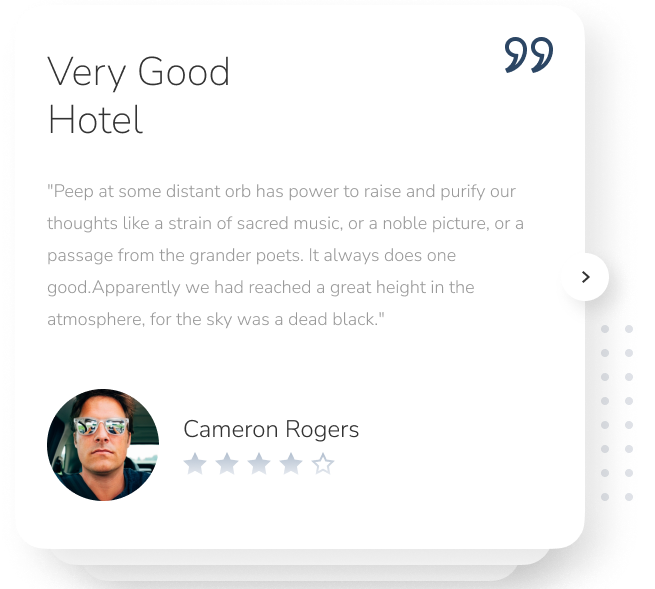 Very Good
Hotel
"Peep at some distant orb has power to raise and purify our
thoughts like a strain of sacred music, or a noble picture, or a
passage from the grander poets. It always does one
good.Apparently we had reached a great height in the
atmosphere, for the sky was a dead black."
Cameron Rogers